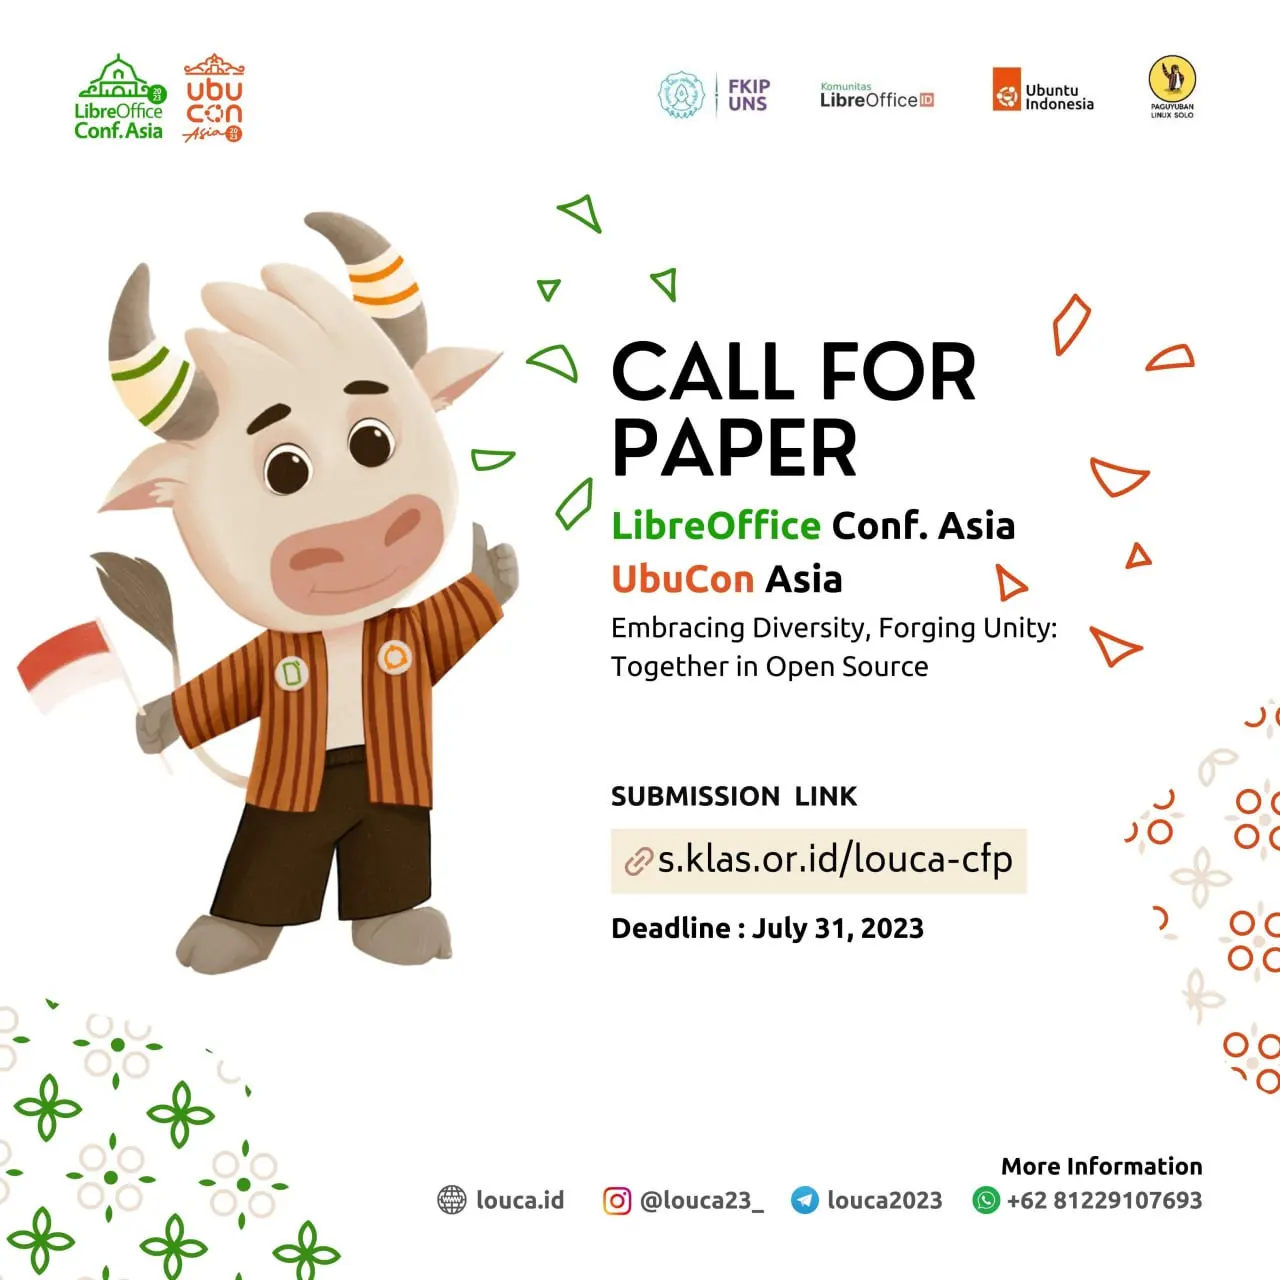 LibreOffice
Conf. Asia
2023
ubu
con
Asia
2023
FKIP
UNS
Komunitas
LibreOffice ID
Ubuntu
Indonesia
PAGUYUBAN
LINUX SOLO
CALL FOR
PAPER
LibreOffice Conf. Asia
UbuCon Asia
Embracing Diversity, Forging Unity:
Together in Open Source
SUBMISSION LINK
s.klas.or.id/louca-cfp
Deadline : July 31, 2023
More Information
louca.id
@louca23_
louca2023
+62 81229107693